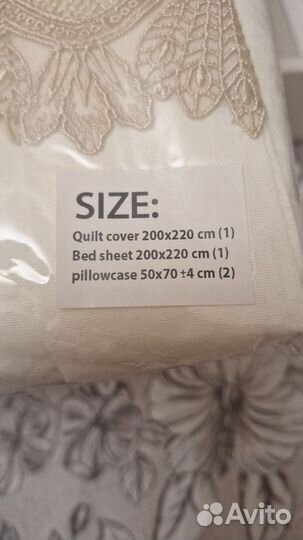 SIZE:
Quilt cover 200x220 cm (1)
Bed sheet 200x220 cm (1)
pillowcase 50x70 ±4 cm (2)
Avito